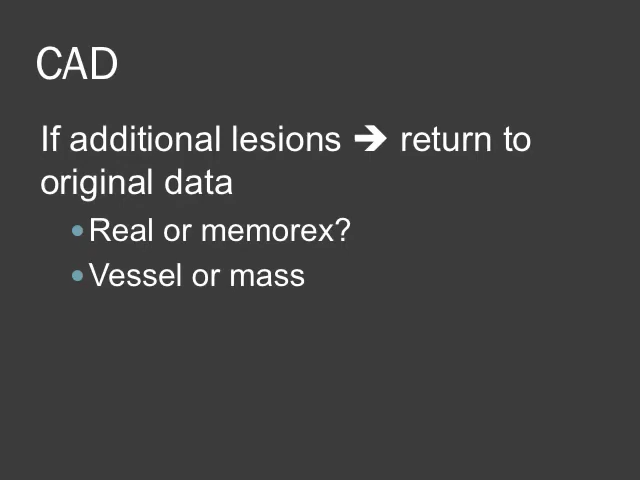 CAD
If additional lesions ➔ return to
original data
•Real or memorex?
•Vessel or mass